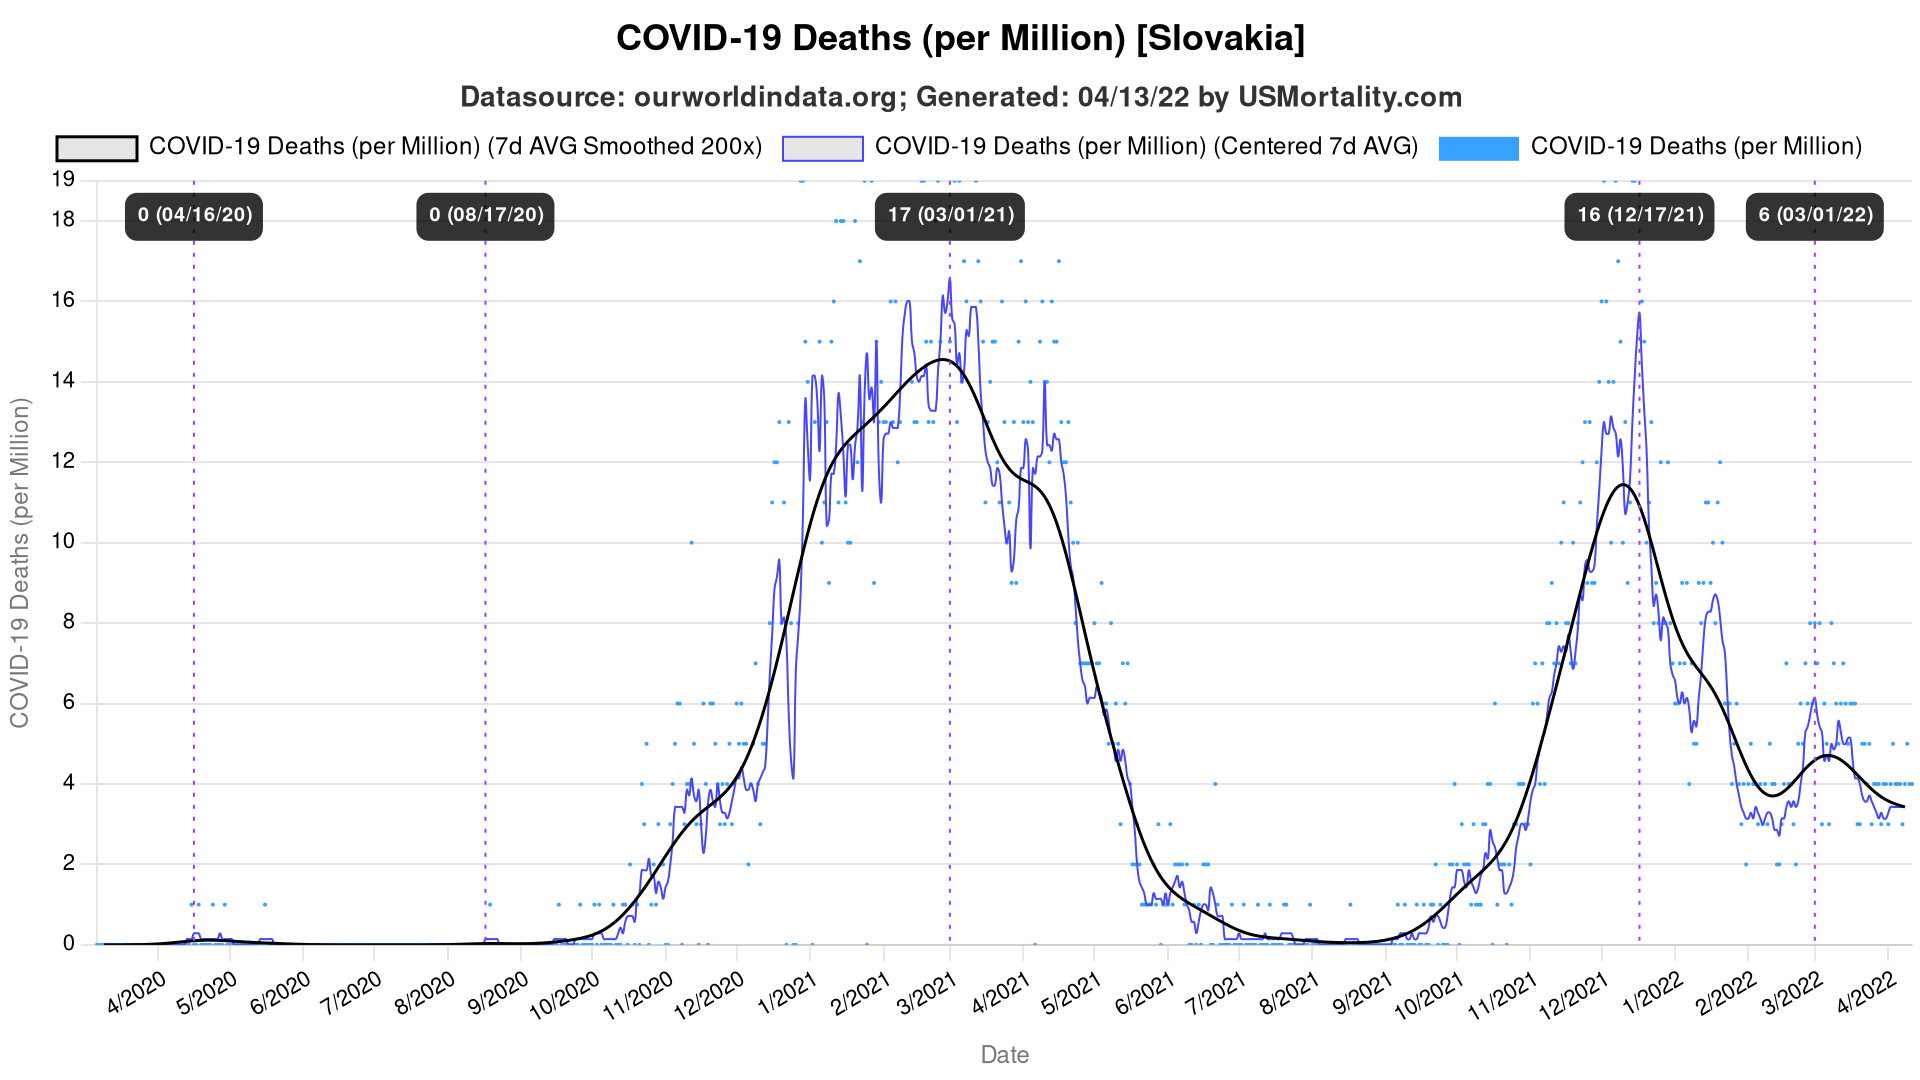 COVID-19 Deaths (per Million) [Slovakia]
Datasource: ourworldindata.org; Generated: 04/13/22 by USMortality.com
COVID-19 Deaths (per Million) (7d AVG Smoothed 200x) COVID-19 Deaths (per Million) (Centered 7d AVG) COVID-19 Deaths (per Million)
0 (04/16/20) 0 (08/17/20) 17 (03/01/21) 16 (12/17/21) 6 (03/01/22)
COVID-19 Deaths (per Million)
19
18
16
14
12
10
8
6
4
2
0
4/2020 5/2020 6/2020 7/2020 8/2020 9/2020 10/2020 11/2020 12/2020 1/2021 2/2021 3/2021 4/2021 5/2021 6/2021 7/2021 8/2021 9/2021 10/2021 11/2021 12/2021 1/2022 2/2022 3/2022 4/2022
Date